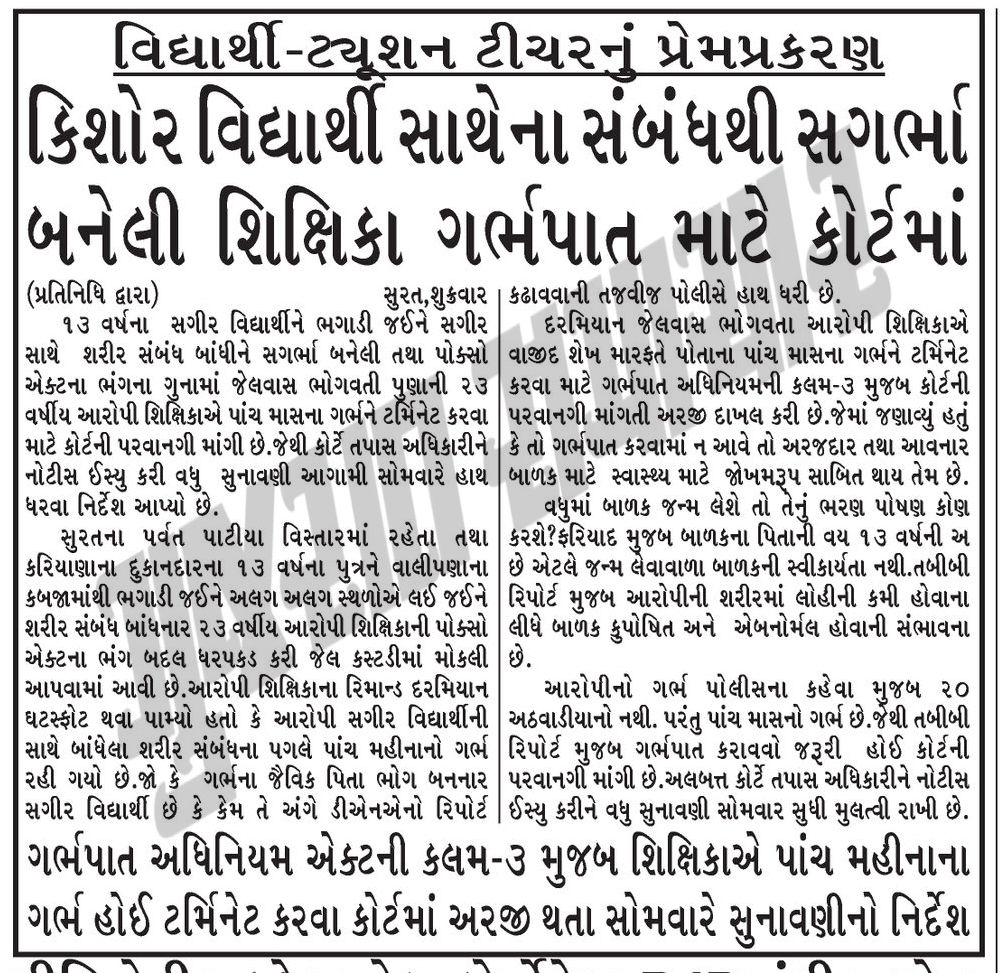 વિદ્યાર્થી-ટ્યૂશન ટીચરનું પ્રેમપ્રકરણ
કિશોર વિદ્યાર્થી સાથેના સંબંધથી સગર્ભા
બનેલી શિક્ષિકા ગર્ભપાત માટે કોર્ટમાં
(પ્રતિનિધિ દ્વારા) સુરત,શુક્રવાર
૧૩ વર્ષના સગીર વિદ્યાર્થીને ભગાડી જઈને સગીર
સાથે શરીર સંબંધ બાંધીને સગર્ભા બનેલી તથા પોક્સો
એક્ટના ભંગના ગુનામાં જેલવાસ ભોગવતી પુણાની ૨૩
વર્ષીય આરોપી શિક્ષિકાએ પાંચ માસના ગર્ભને ટર્મિનેટ કરવા
માટે કોર્ટની પરવાનગી માંગી છે.જેથી કોર્ટે તપાસ અધિકારીને
નોટીસ ઈસ્યુ કરી વધુ સુનાવણી આગામી સોમવારે હાથ
ધરવા નિર્દેશ આપ્યો છે.
સુરતના પર્વત પાટીયા વિસ્તારમાં રહેતા તથા
કરિયાણાના દુકાનદારના ૧૩ વર્ષના પુત્રને વાલીપણાના
કબજામાંથી ભગાડી જઈને અલગ અલગ સ્થળોએ લઈ જઈને
શરીર સંબંધ બાંધનાર ૨૩ વર્ષીય આરોપી શિક્ષિકાની પોક્સો
એક્ટના ભંગ બદલ ધરપકડ કરી જેલ કસ્ટડીમાં મોકલી
આપવામાં આવી છે.આરોપી શિક્ષિકાના રિમાન્ડ દરમિયાન
ઘટસ્ફોટ થવા પામ્યો હતો કે આરોપી સગીર વિદ્યાર્થીની
સાથે બાંધેલા શરીર સંબંધના પગલે પાંચ મહીનાનો ગર્ભ
રહી ગયો છે.જો કે ગર્ભના જૈવિક પિતા ભોગ બનનાર
સગીર વિદ્યાર્થી છે કે કેમ તે અંગે ડીએનએનો રિપોર્ટ
કઢાવવાની તજવીજ પોલીસે હાથ ધરી છે.
દરમિયાન જેલવાસ ભોગવતા આરોપી શિક્ષિકાએ
વાજીદ શેખ મારફતે પોતાના પાંચ માસના ગર્ભને ટર્મિનેટ
કરવા માટે ગર્ભપાત અધિનિયમની કલમ-૩ મુજબ કોર્ટની
પરવાનગી માંગતી અરજી દાખલ કરી છે.જેમાં જણાવ્યું હતું
કે તો ગર્ભપાત કરવામાં ન આવે તો અરજદાર તથા આવનાર
બાળક માટે સ્વાસ્થ્ય માટે જોખમરૂપ સાબિત થાય તેમ છે.
વધુમાં બાળક જન્મ લેશે તો તેનું ભરણ પોષણ કોણ
કરશે?ફરિયાદ મુજબ બાળકના પિતાની વય ૧૩ વર્ષની અ
છે એટલે જન્મ લેવાવાળા બાળકની સ્વીકાર્યતા નથી.તબીબી
રિપોર્ટ મુજબ આરોપીની શરીરમાં લોહીની કમી હોવાના
લીધે બાળક કુપોષિત અને એબનોર્મલ હોવાની સંભાવના
છે.
આરોપીનો ગર્ભ પોલીસના કહેવા મુજબ ૨૦
અઠવાડીયાનો નથી. પરંતુ પાંચ માસનો ગર્ભ છે.જેથી તબીબી
રિપોર્ટ મુજબ ગર્ભપાત કરાવવો જરૂરી હોઈ કોર્ટની
પરવાનગી માંગી છે.અલબત્ત કોર્ટે તપાસ અધિકારીને નોટીસ
ઈસ્યુ કરીને વધુ સુનાવણી સોમવાર સુધી મુલત્વી રાખી છે.
ગર્ભપાત અધિનિયમ એક્ટની કલમ-૩ મુજબ શિક્ષિકાએ પાંચ મહીનાના
ગર્ભ હોઈ ટર્મિનેટ કરવા કોર્ટમાં અરજી થતા સોમવારે સુનાવણીનો નિર્દેશ